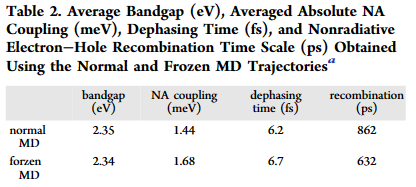 Table 2. Average Bandgap (eV), Averaged Absolute NA
Coupling (meV), Dephasing Time (fs), and Nonradiative
Electron−Hole Recombination Time Scale (ps) Obtained
Using the Normal and Frozen MD Trajectories^a
bandgap (eV) NA coupling (meV) dephasing time (fs) recombination (ps)
normal MD 2.35 1.44 6.2 862
forzen MD 2.34 1.68 6.7 632